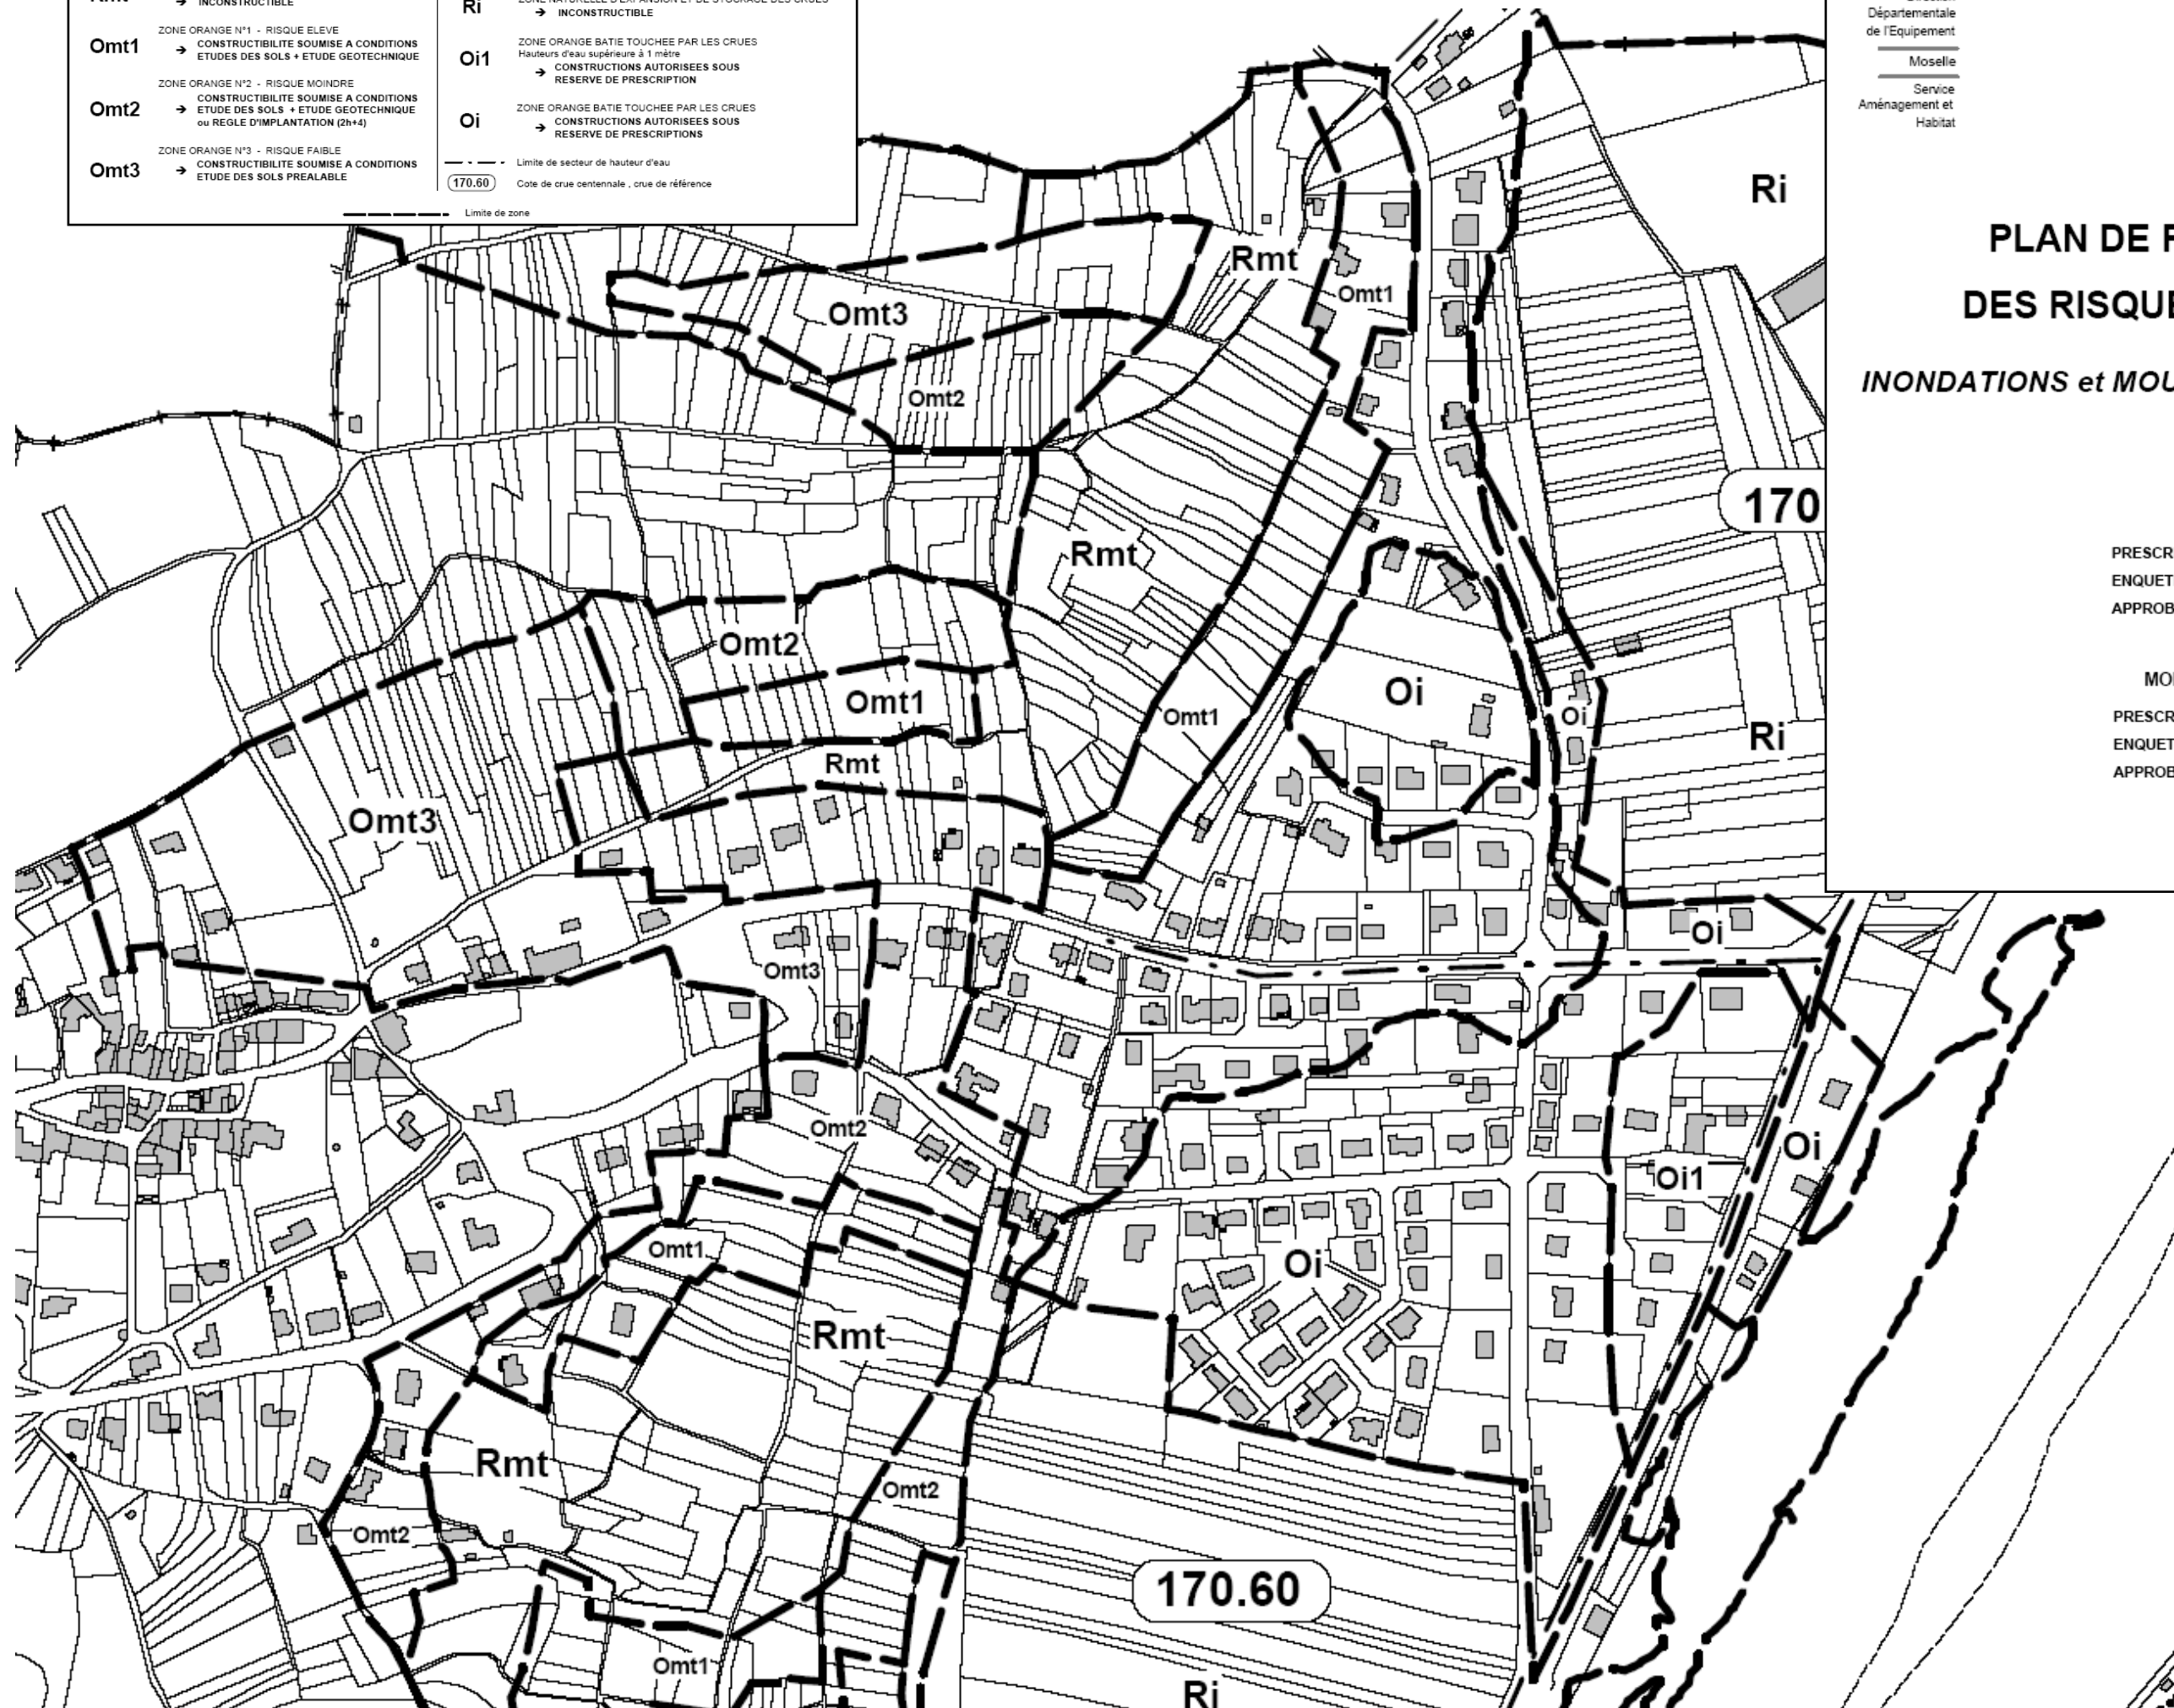 INCONSTRUCTIBLE
Omt1
ZONE ORANGE N°1 - RISQUE ELEVE
→ CONSTRUCTIBILITE SOUMISE A CONDITIONS
ETUDES DES SOLS + ETUDE GEOTECHNIQUE
Omt2
ZONE ORANGE N°2 - RISQUE MOINDRE
→ CONSTRUCTIBILITE SOUMISE A CONDITIONS
ETUDE DES SOLS + ETUDE GEOTECHNIQUE
ou REGLE D'IMPLANTATION (2h+4)
Omt3
ZONE ORANGE N°3 - RISQUE FAIBLE
→ CONSTRUCTIBILITE SOUMISE A CONDITIONS
ETUDE DES SOLS PREALABLE
Ri
→ INCONSTRUCTIBLE
Oi1
ZONE ORANGE BATIE TOUCHEE PAR LES CRUES
Hauteurs d'eau supérieure à 1 mètre
→ CONSTRUCTIONS AUTORISEES SOUS
RESERVE DE PRESCRIPTION
Oi
ZONE ORANGE BATIE TOUCHEE PAR LES CRUES
→ CONSTRUCTIONS AUTORISEES SOUS
RESERVE DE PRESCRIPTIONS
Limite de secteur de hauteur d'eau
170.60
Cote de crue centennale , crue de référence
Limite de zone
Départementale
de l'Equipement
Moselle
Service
Aménagement et
Habitat
PLAN DE
DES RISQUE
INONDATIONS et MOU
PRESCR
ENQUET
APPROB
MO
PRESCR
ENQUET
APPROB
Ri
Rmt
Omt1
Omt3
Omt2
170
Rmt
Omt2
Oi
Omt1
Omt1
Oi
Ri
Rmt
Omt3
Oi
Omt3
Omt2
Oi
Oi1
Omt1
Oi
Rmt
Rmt
Omt2
Omt2
170.60
Omt1
Ri